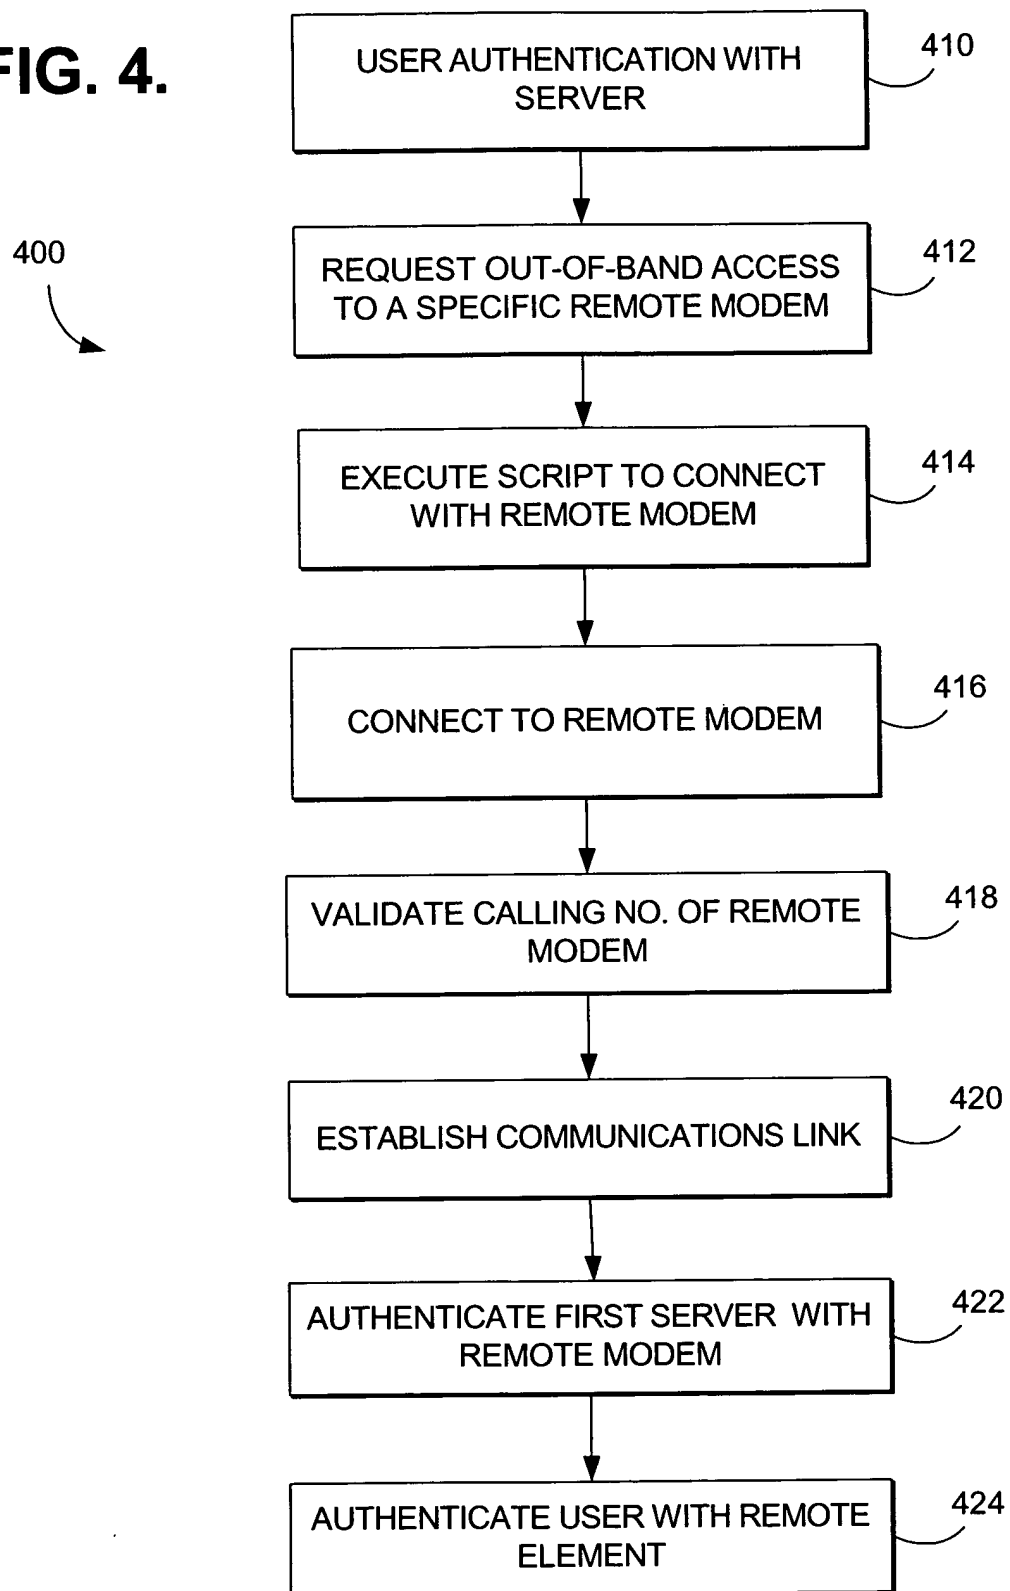 FIG. 4.
400
USER AUTHENTICATION WITH
SERVER
410
REQUEST OUT-OF-BAND ACCESS
TO A SPECIFIC REMOTE MODEM
412
EXECUTE SCRIPT TO CONNECT
WITH REMOTE MODEM
414
CONNECT TO REMOTE MODEM
416
VALIDATE CALLING NO. OF REMOTE
MODEM
418
ESTABLISH COMMUNICATIONS LINK
420
AUTHENTICATE FIRST SERVER WITH
REMOTE MODEM
422
AUTHENTICATE USER WITH REMOTE
ELEMENT
424